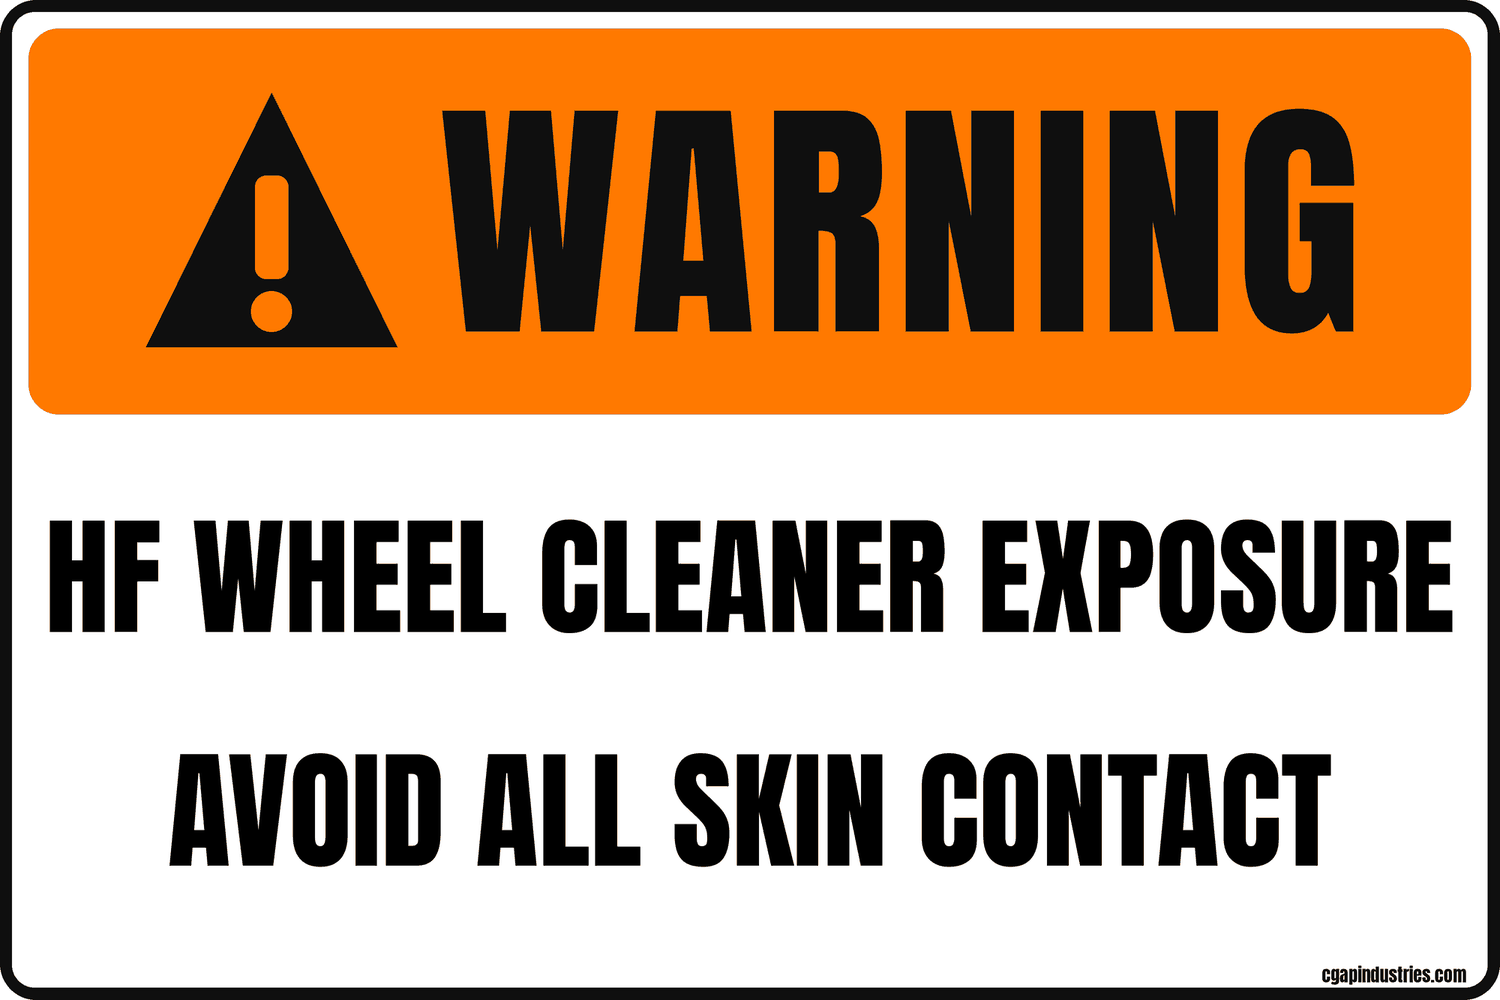 WARNING
HF WHEEL CLEANER EXPOSURE
AVOID ALL SKIN CONTACT
cgapindustries.com